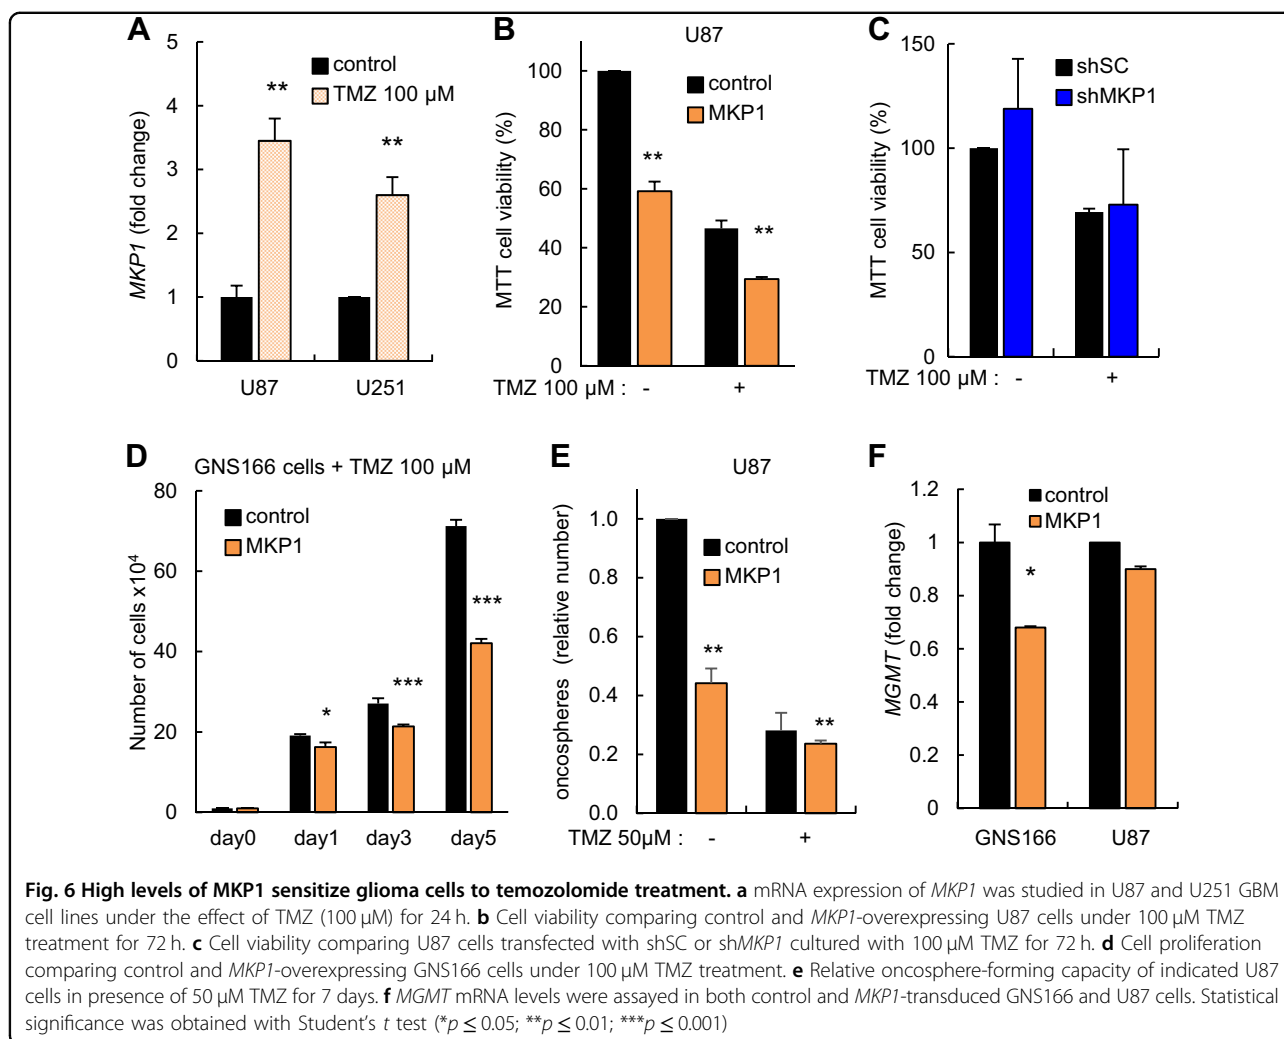 A
5
4
3
2
1
0
MKP1 (fold change)
control
TMZ 100 µM
**
**
U87
U251
B
U87
100
80
60
40
20
0
MTT cell viability (%)
control
MKP1
**
**
TMZ 100 µM : - +
C
150
100
50
0
MTT cell viability (%)
shSC
shMKP1
TMZ 100 µM : - +
D
GNS166 cells + TMZ 100 µM
80
60
40
20
0
Number of cells x10⁴
control
MKP1
*
***
***
day0 day1 day3 day5
E
U87
1.0
0.8
0.6
0.4
0.2
0.0
oncospheres (relative number)
control
MKP1
**
**
TMZ 50µM : - +
F
1.2
1
0.8
0.6
0.4
0.2
0
MGMT (fold change)
control
MKP1
*
GNS166 U87
Fig. 6 High levels of MKP1 sensitize glioma cells to temozolomide treatment. a mRNA expression of MKP1 was studied in U87 and U251 GBM
cell lines under the effect of TMZ (100 µM) for 24 h. b Cell viability comparing control and MKP1-overexpressing U87 cells under 100 µM TMZ
treatment for 72 h. c Cell viability comparing U87 cells transfected with shSC or shMKP1 cultured with 100 µM TMZ for 72 h. d Cell proliferation
comparing control and MKP1-overexpressing GNS166 cells under 100 µM TMZ treatment. e Relative oncosphere-forming capacity of indicated U87
cells in presence of 50 µM TMZ for 7 days. f MGMT mRNA levels were assayed in both control and MKP1-transduced GNS166 and U87 cells. Statistical
significance was obtained with Student's t test (*p ≤ 0.05; **p ≤ 0.01; ***p ≤ 0.001)